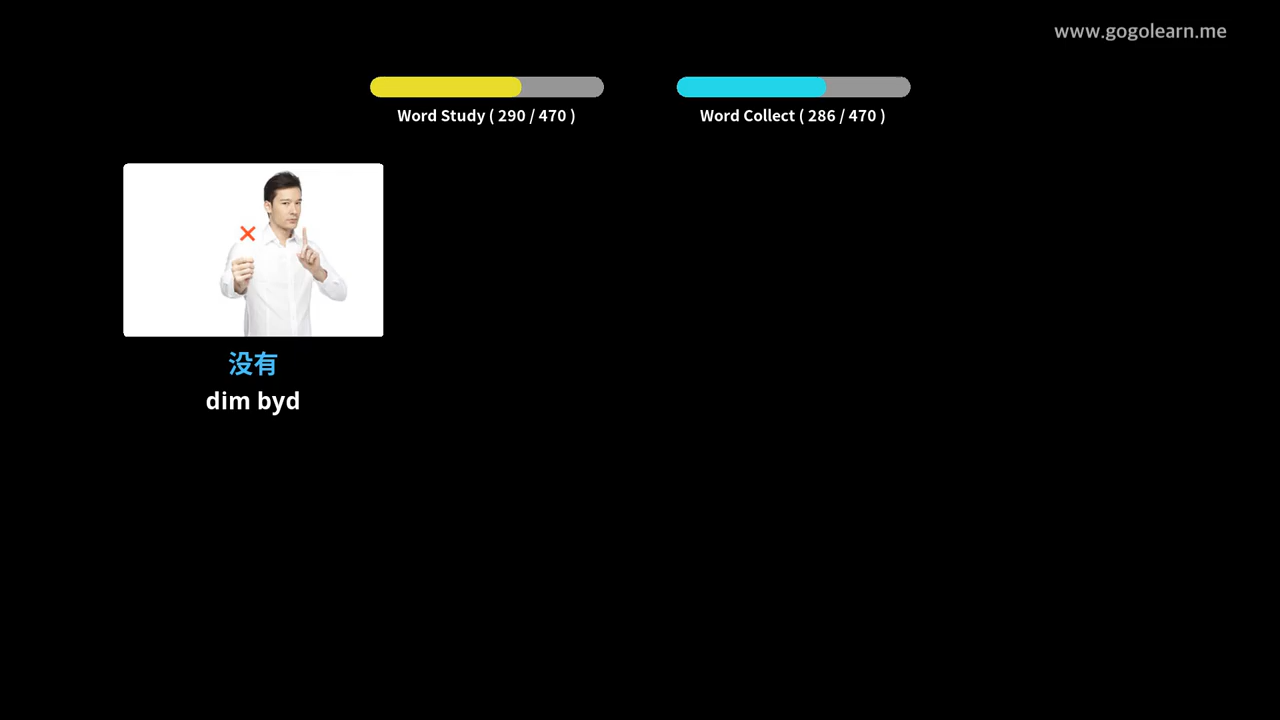 www.gogolearn.me
Word Study ( 290 / 470 )
Word Collect ( 286 / 470 )
没有
dim byd